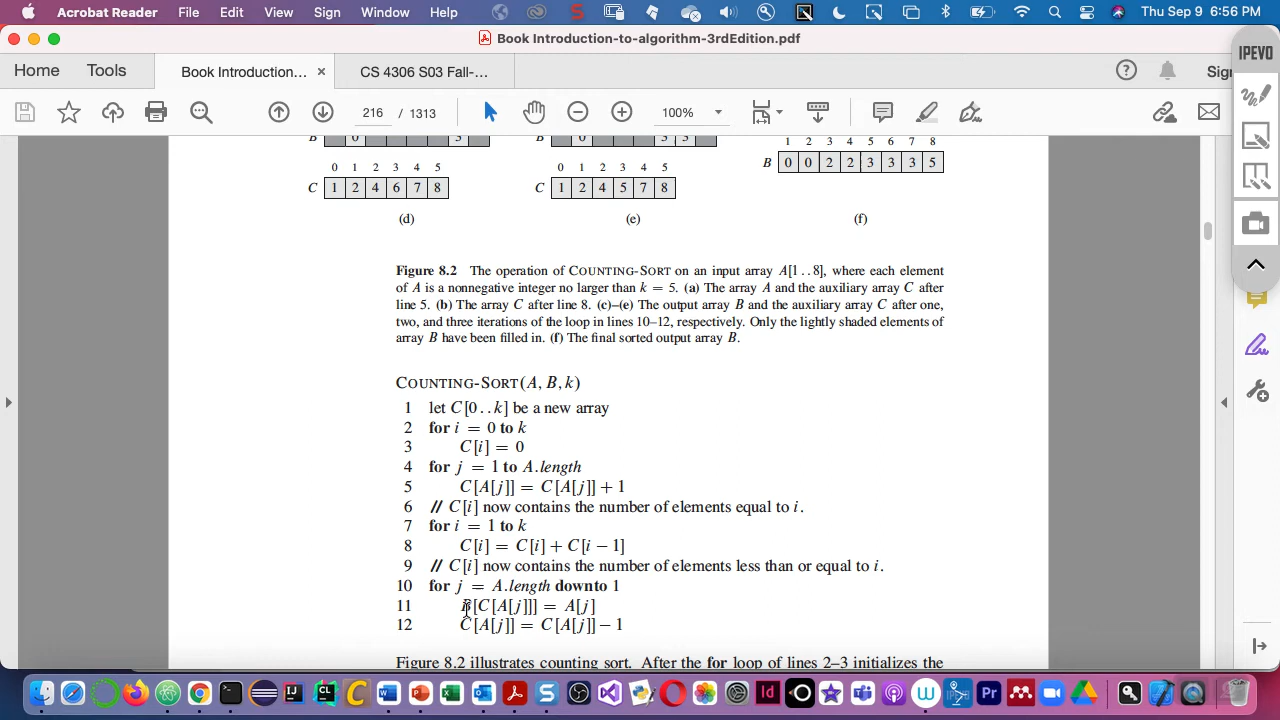 Acrobat Reader File Edit View Sign Window Help Thu Sep 9 6:56 PM
Book Introduction-to-algorithm-3rdEdition.pdf
IPEVO
Home Tools Book Introduction... × CS 4306 S03 Fall-... Sign
216 / 1313 100%
B 0 3 B 0 3 3
1 2 3 4 5 6 7 8
B 0 0 2 2 3 3 3 5
0 1 2 3 4 5 0 1 2 3 4 5
C 1 2 4 6 7 8 C 1 2 4 5 7 8
(d) (e) (f)
Figure 8.2 The operation of COUNTING-SORT on an input array A[1 . . 8], where each element
of A is a nonnegative integer no larger than k = 5. (a) The array A and the auxiliary array C after
line 5. (b) The array C after line 8. (c)–(e) The output array B and the auxiliary array C after one,
two, and three iterations of the loop in lines 10–12, respectively. Only the lightly shaded elements of
array B have been filled in. (f) The final sorted output array B.
COUNTING-SORT(A, B, k)
1 let C[0 . . k] be a new array
2 for i = 0 to k
3 C[i] = 0
4 for j = 1 to A.length
5 C[A[j]] = C[A[j]] + 1
6 // C[i] now contains the number of elements equal to i.
7 for i = 1 to k
8 C[i] = C[i] + C[i − 1]
9 // C[i] now contains the number of elements less than or equal to i.
10 for j = A.length downto 1
11 B[C[A[j]]] = A[j]
12 C[A[j]] = C[A[j]] − 1
Figure 8.2 illustrates counting sort. After the for loop of lines 2–3 initializes the